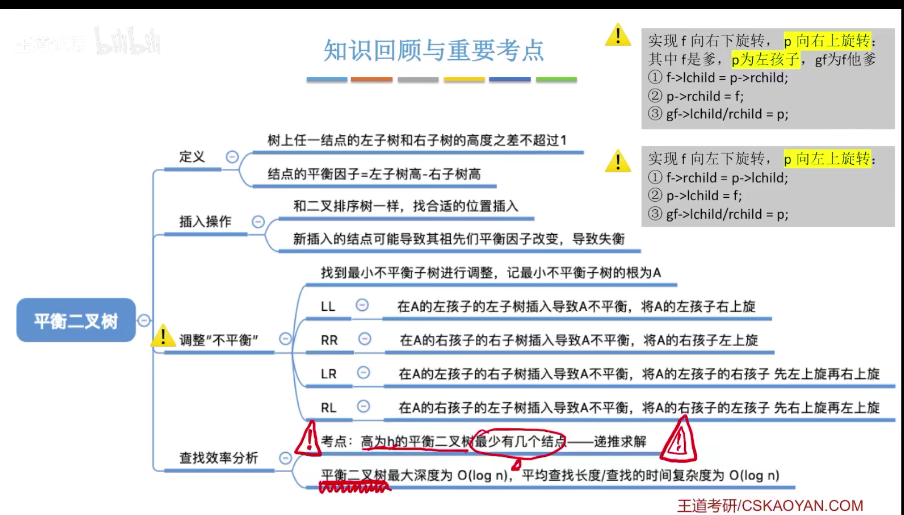 知识回顾与重要考点
实现 f 向右下旋转， p 向右上旋转：
其中 f是爹，p为左孩子，gf为f他爹
① f->lchild = p->rchild;
② p->rchild = f;
③ gf->lchild/rchild = p;
实现 f 向左下旋转， p 向左上旋转：
① f->rchild = p->lchild;
② p->lchild = f;
③ gf->lchild/rchild = p;
平衡二叉树
定义
树上任一结点的左子树和右子树的高度之差不超过1
结点的平衡因子=左子树高-右子树高
插入操作
和二叉排序树一样，找合适的位置插入
新插入的结点可能导致其祖先们平衡因子改变，导致失衡
调整“不平衡”
找到最小不平衡子树进行调整，记最小不平衡子树的根为A
LL 在A的左孩子的左子树插入导致A不平衡，将A的左孩子右上旋
RR 在A的右孩子的右子树插入导致A不平衡，将A的右孩子左上旋
LR 在A的左孩子的右子树插入导致A不平衡，将A的左孩子的右孩子 先左上旋再右上旋
RL 在A的右孩子的左子树插入导致A不平衡，将A的右孩子的左孩子 先右上旋再左上旋
查找效率分析
考点：高为h的平衡二叉树最少有几个结点——递推求解
平衡二叉树最大深度为 O(log n)，平均查找长度/查找的时间复杂度为 O(log n)
王道考研/CSKAOYAN.COM